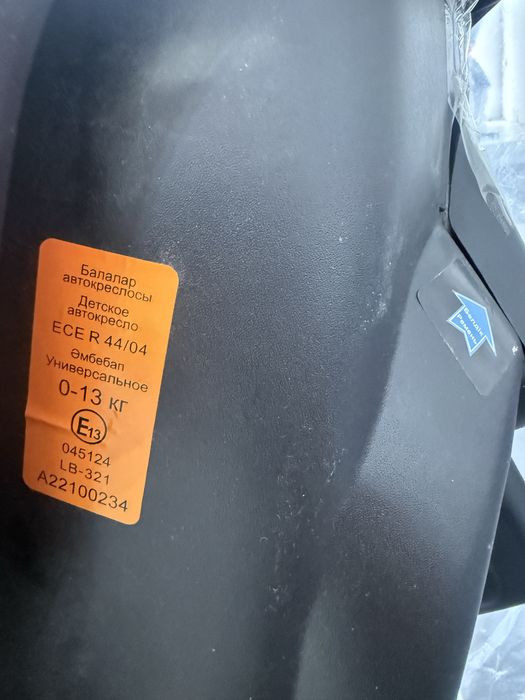 Балалар
автокреслосы
Детское
автокресло
ECE R 44/04
Әмбебап
Универсальное
0-13 кг
E13
045124
LB-321
A22100234